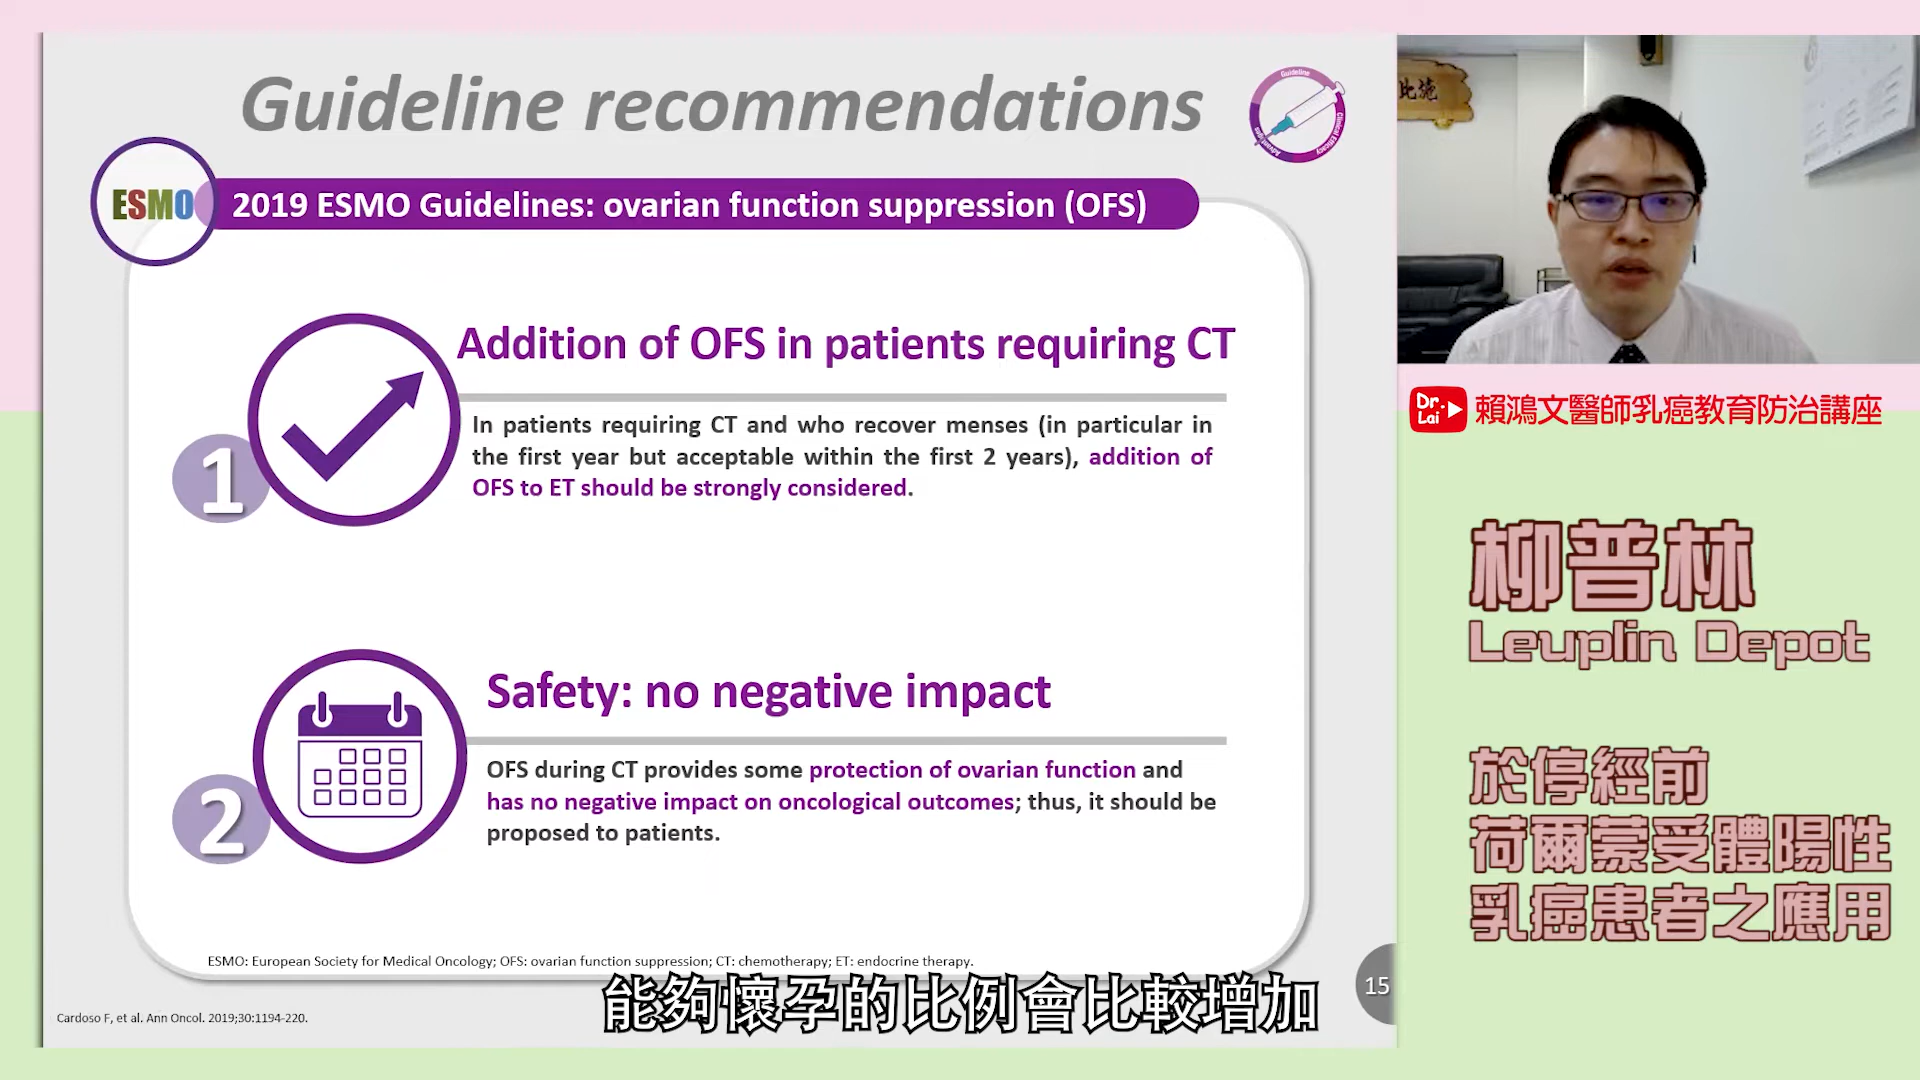 Guideline recommendations
Guideline
Clinical Efficacy
ESMO
2019 ESMO Guidelines: ovarian function suppression (OFS)
Addition of OFS in patients requiring CT
In patients requiring CT and who recover menses (in particular in
the first year but acceptable within the first 2 years), addition of
OFS to ET should be strongly considered.
1
Safety: no negative impact
OFS during CT provides some protection of ovarian function and
has no negative impact on oncological outcomes; thus, it should be
proposed to patients.
2
ESMO: European Society for Medical Oncology; OFS: ovarian function suppression; CT: chemotherapy; ET: endocrine therapy.
Cardoso F, et al. Ann Oncol. 2019;30:1194-220.
15
能夠懷孕的比例會比較增加
Dr. Lai
賴鴻文醫師乳癌教育防治講座
柳普林
Leuplin Depot
於停經前
荷爾蒙受體陽性
乳癌患者之應用